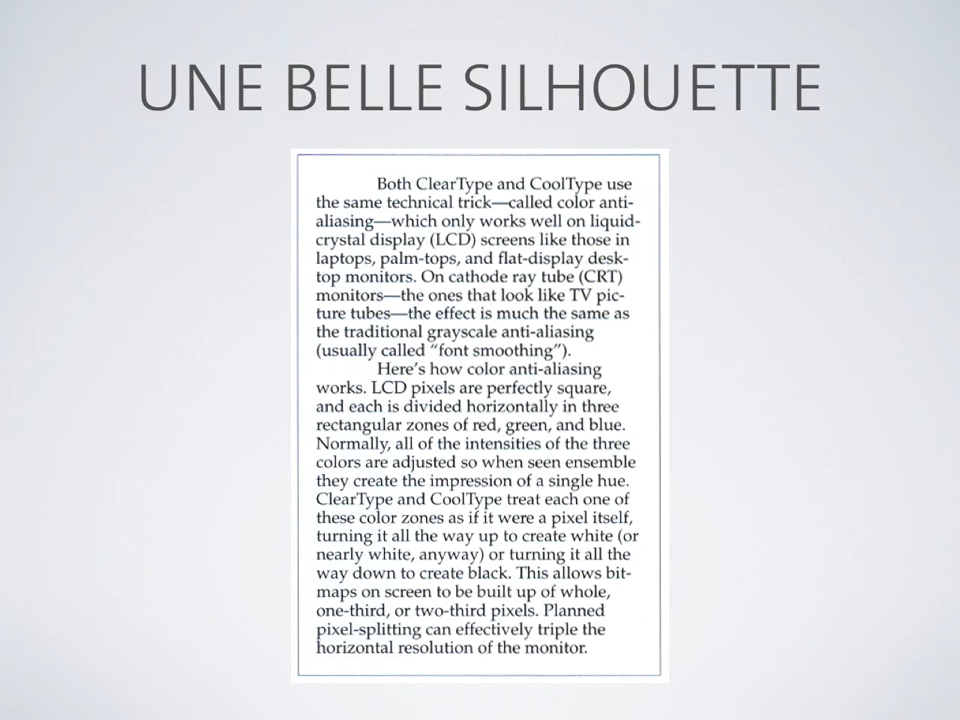 UNE BELLE SILHOUETTE
Both ClearType and CoolType use
the same technical trick—called color anti-
aliasing—which only works well on liquid-
crystal display (LCD) screens like those in
laptops, palm-tops, and flat-display desk-
top monitors. On cathode ray tube (CRT)
monitors—the ones that look like TV pic-
ture tubes—the effect is much the same as
the traditional grayscale anti-aliasing
(usually called “font smoothing”).
Here’s how color anti-aliasing
works. LCD pixels are perfectly square,
and each is divided horizontally in three
rectangular zones of red, green, and blue.
Normally, all of the intensities of the three
colors are adjusted so when seen ensemble
they create the impression of a single hue.
ClearType and CoolType treat each one of
these color zones as if it were a pixel itself,
turning it all the way up to create white (or
nearly white, anyway) or turning it all the
way down to create black. This allows bit-
maps on screen to be built up of whole,
one-third, or two-third pixels. Planned
pixel-splitting can effectively triple the
horizontal resolution of the monitor.